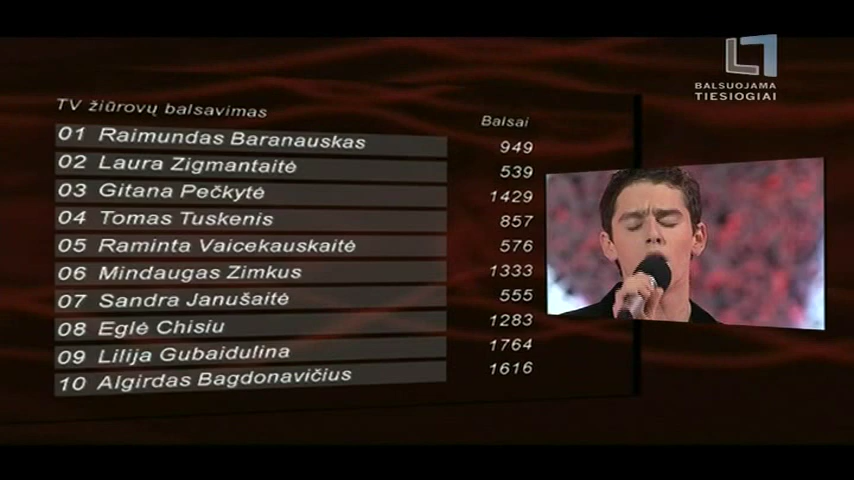 BALSUOJAMA
TIESIOGIAI
TV žiūrovų balsavimas Balsai
01 Raimundas Baranauskas 949
02 Laura Zigmantaitė 539
03 Gitana Pečkytė 1429
04 Tomas Tuskenis 857
05 Raminta Vaicekauskaitė 576
06 Mindaugas Zimkus 1333
07 Sandra Janušaitė 555
08 Eglė Chisiu 1283
09 Lilija Gubaidulina 1764
10 Algirdas Bagdonavičius 1616